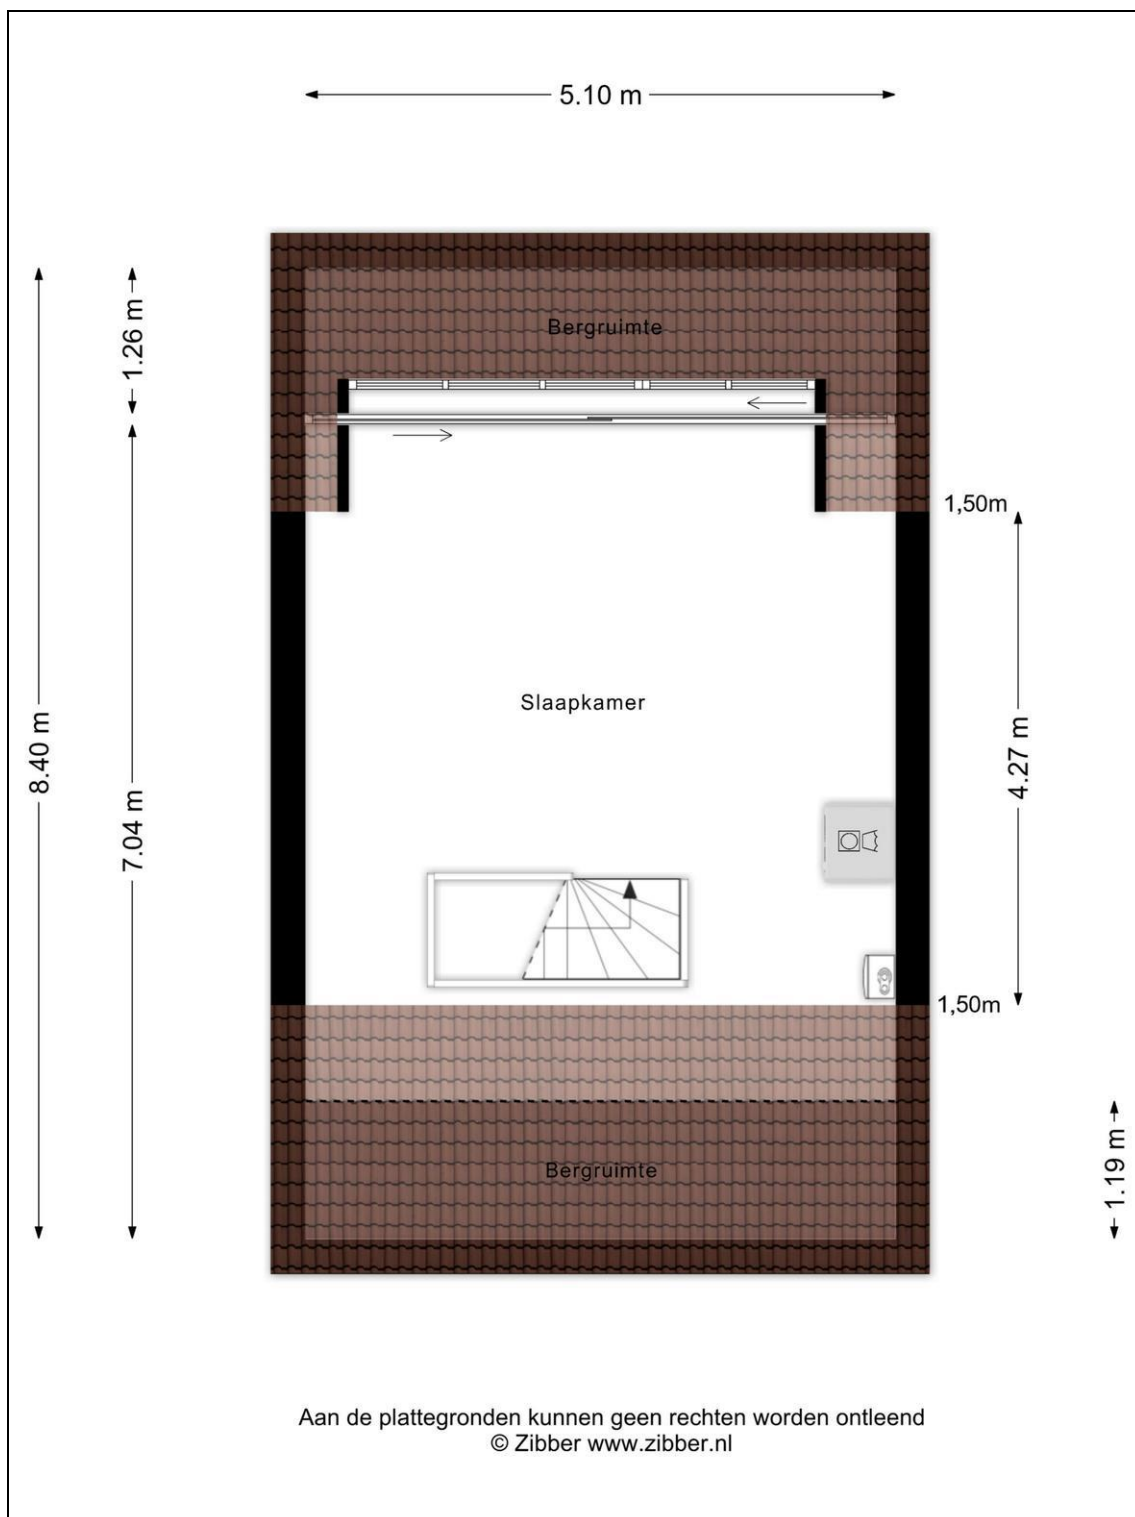 5.10 m
1.26 m
Bergruimte
1,50m
Slaapkamer
8.40 m
7.04 m
4.27 m
1,50m
1.19 m
Bergruimte
Aan de plattegronden kunnen geen rechten worden ontleend
© Zibber www.zibber.nl